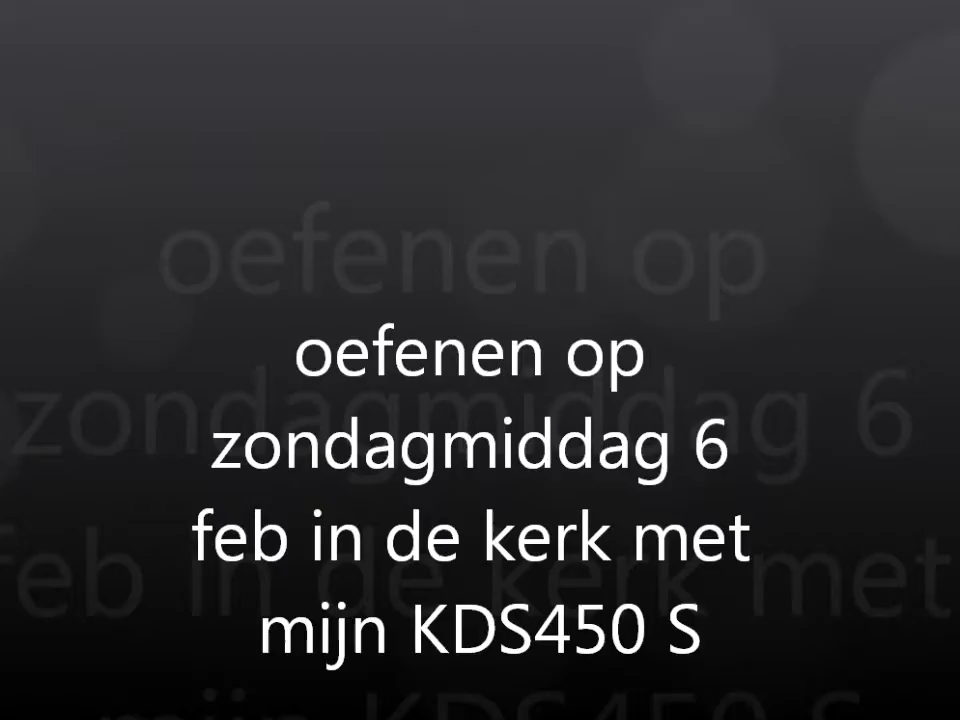 oefenen op
zondagmiddag 6
feb in de kerk met
mijn KDS450 S